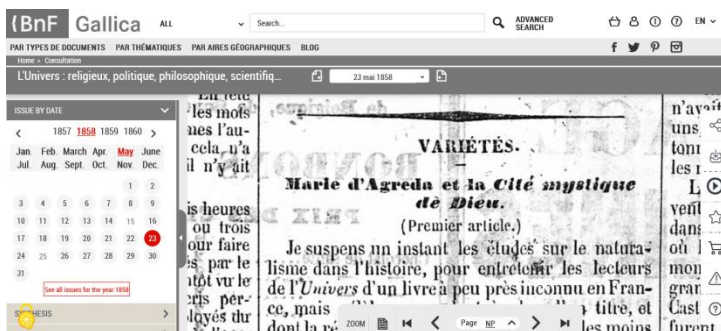 (BnF Gallica ALL Search... ADVANCED SEARCH EN
PAR TYPES DE DOCUMENTS PAR THÉMATIQUES PAR AIRES GÉOGRAPHIQUES BLOG
Home > Consultation
L'Univers : religieux, politique, philosophique, scientifiq... 23 mai 1858
ISSUE BY DATE
1857 1858 1859 1860
Jan. Feb. March Apr. May June
Jul. Aug. Sept. Oct. Nov. Dec.
1 2
3 4 5 6 7 8 9
10 11 12 13 14 15 16
17 18 19 20 21 22 23
24 25 26 27 28 29 30
31
See all issues for the year 1858
SYNTHESIS
les mots
mes l'au-
cela n'a
il n'y ait
is heures
ou trois
our faire
par le
vu le
per-
loyés du
VARIÉTÉS.
Marie d'Agreda et la Cité mystique
de Dieu.
(Premier article.)
Je suspens un instant les études sur le natura-
lisme dans l'histoire, pour entretenir les lecteurs
de l'Univers d'un livre à peu près inconnu en Fran-
ce, mais titre, et
dont la les moins
n'avait
uns
les
vent
dans
où
mon
gran
Cast
furent
ZOOM Page NP